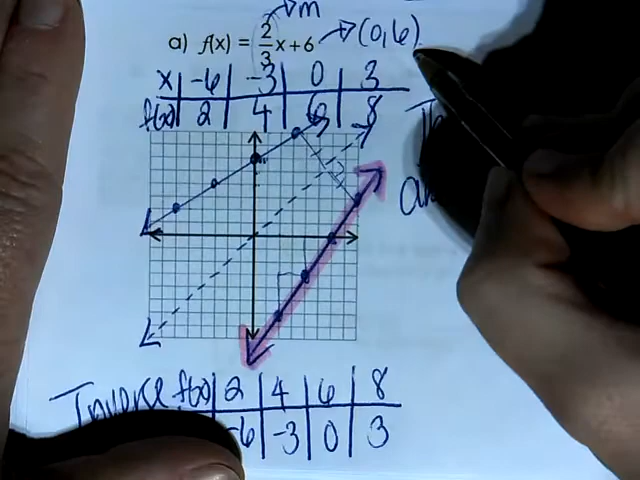 m
a) f(x) = 2/3 x + 6 → (0,6)
x | -6 | -3 | 0 | 3
f(x) | 2 | 4 | 6 | 8
Inverse f(x) | 2 | 4 | 6 | 8
-6 | -3 | 0 | 3